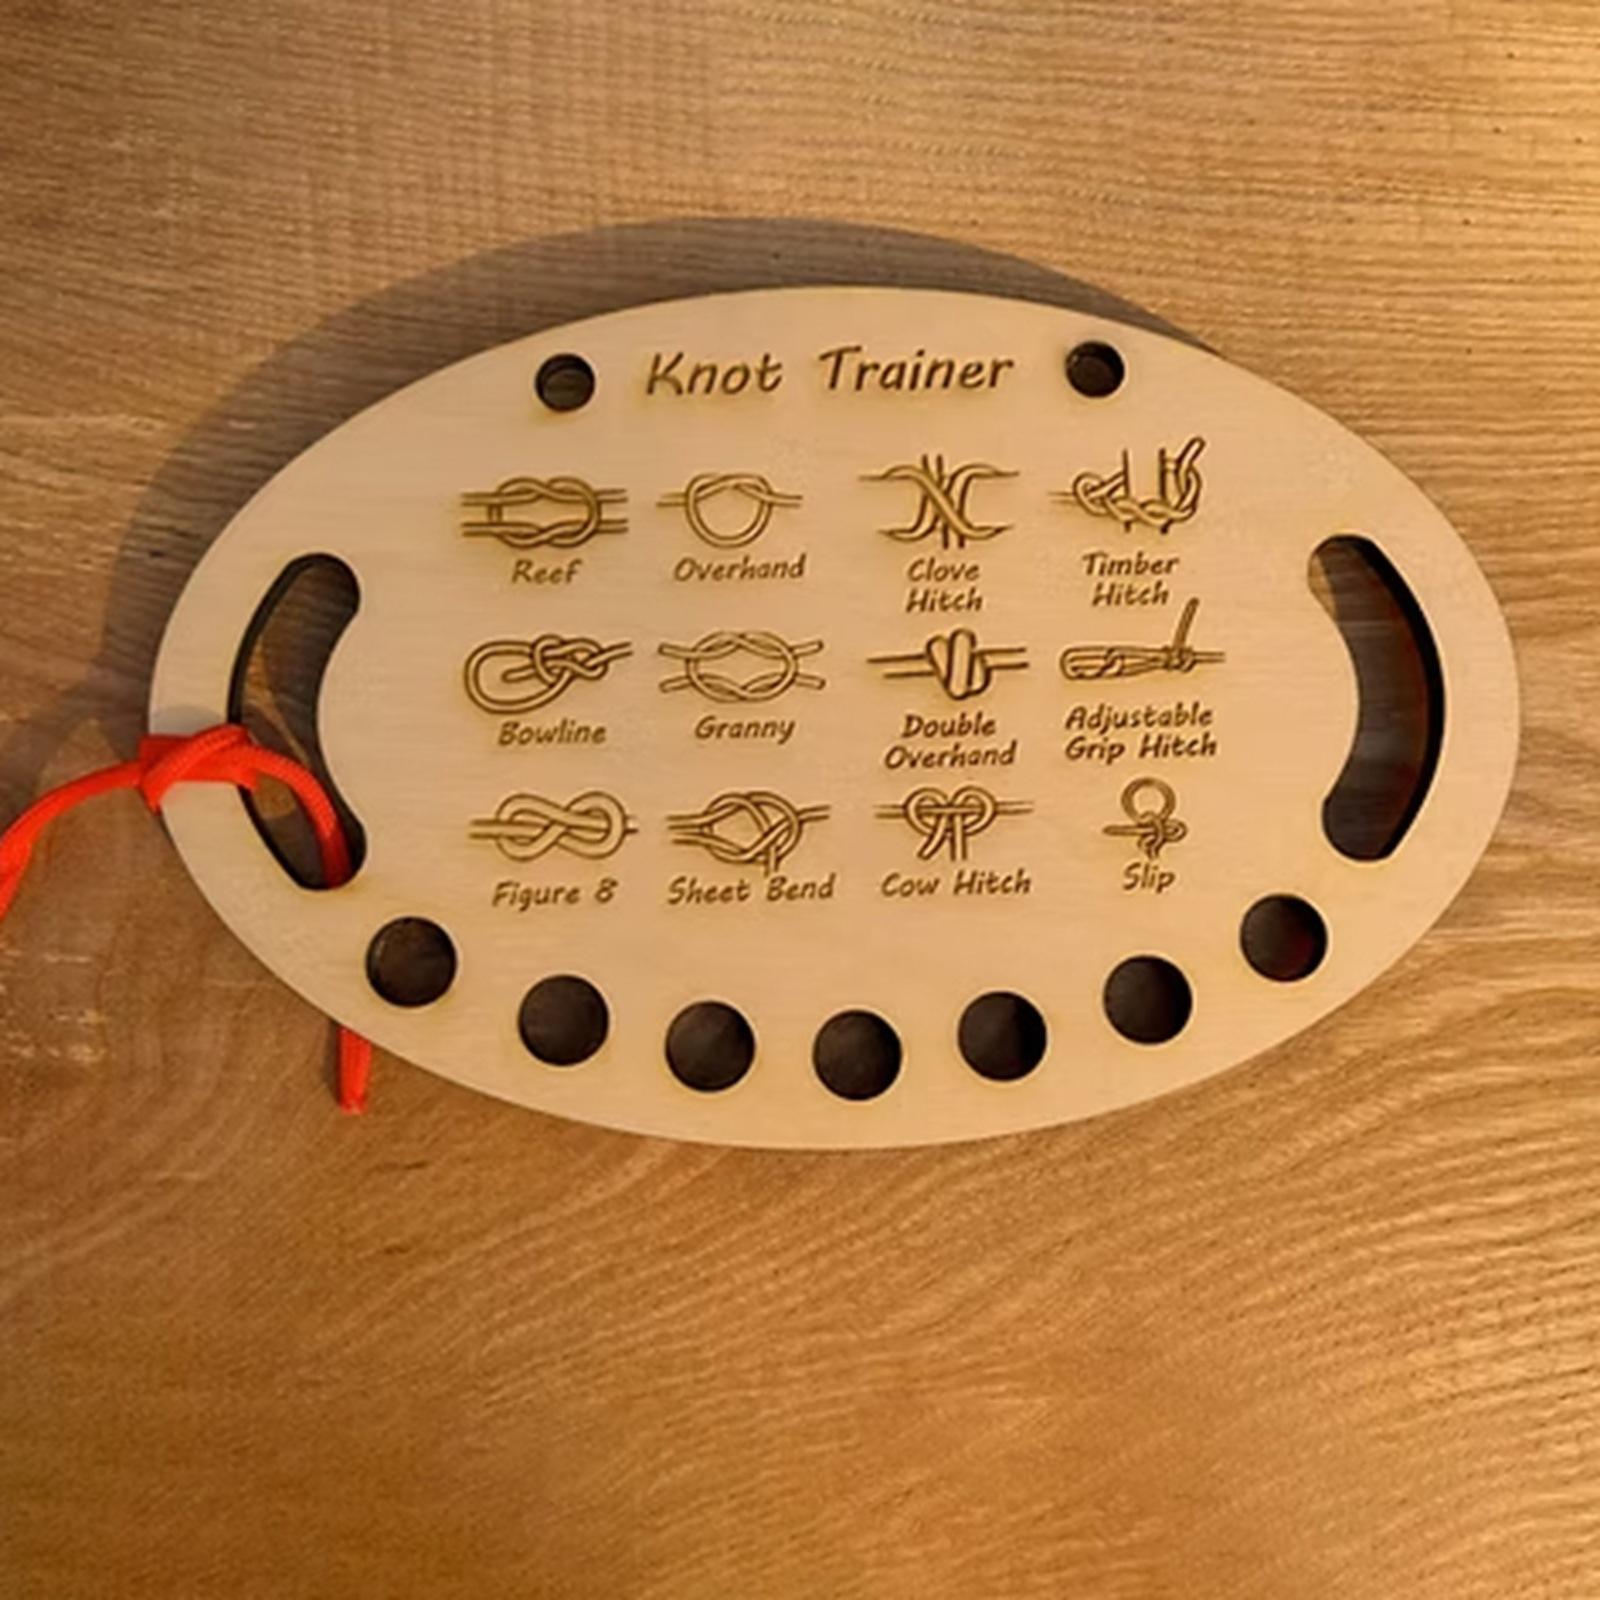 Knot Trainer
Reef
Overhand
Clove
Hitch
Timber
Hitch
Bowline
Granny
Double
Overhand
Adjustable
Grip Hitch
Figure 8
Sheet Bend
Cow Hitch
Slip